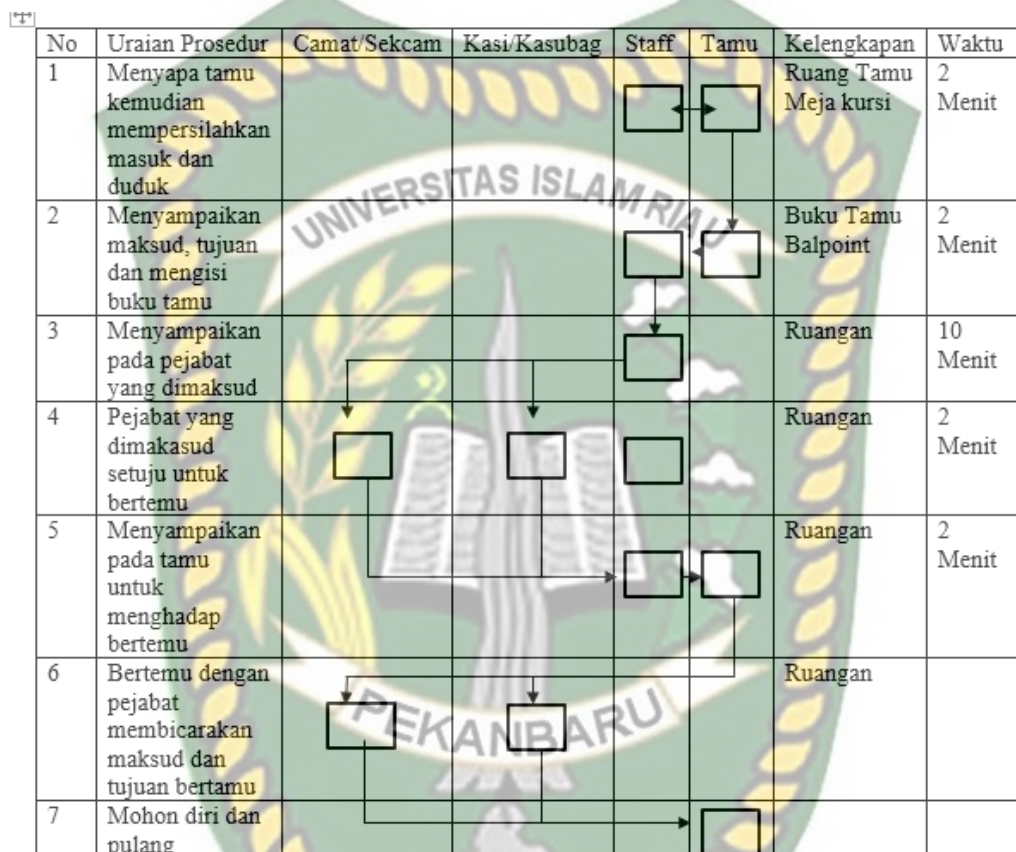 No Uraian Prosedur Camat/Sekcam Kasi/Kasubag Staff Tamu Kelengkapan Waktu
1 Menyapa tamu Ruang Tamu 2
kemudian Meja kursi Menit
mempersilahkan
masuk dan
duduk
UNIVERSITAS ISLAM RIAU
2 Menyampaikan Buku Tamu 2
maksud, tujuan Balpoint Menit
dan mengisi
buku tamu
3 Menyampaikan Ruangan 10
pada pejabat Menit
yang dimaksud
4 Pejabat yang Ruangan 2
dimakasud Menit
setuju untuk
bertemu
5 Menyampaikan Ruangan 2
pada tamu Menit
untuk
menghadap
bertemu
6 Bertemu dengan Ruangan
pejabat
membicarakan
maksud dan
tujuan bertamu
PEKANBARU
7 Mohon diri dan
pulang